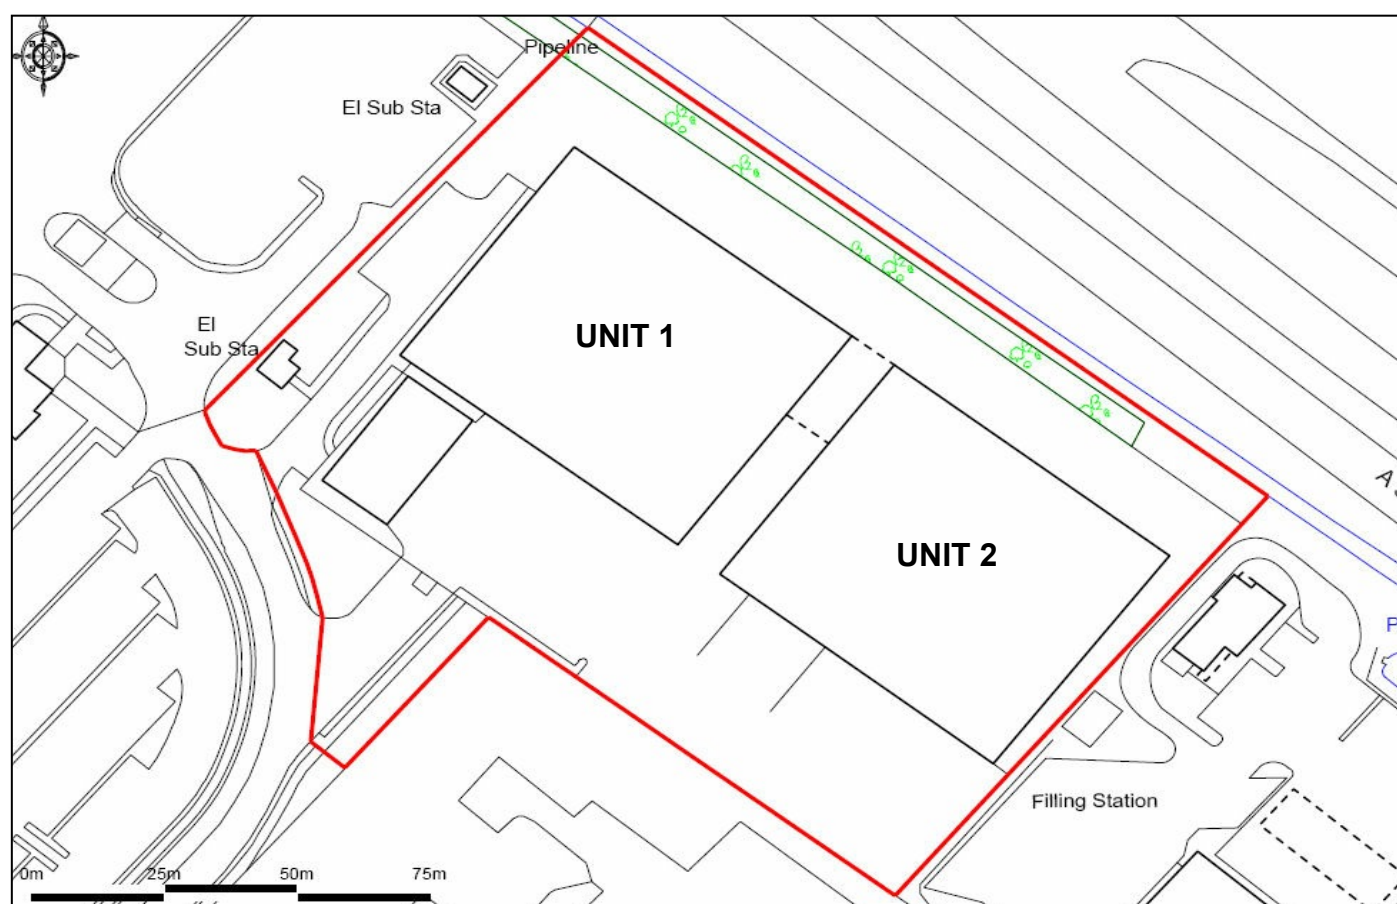 Pipeline
El Sub Sta
El
Sub Sta
UNIT 1
UNIT 2
A
P
Filling Station
0m 25m 50m 75m